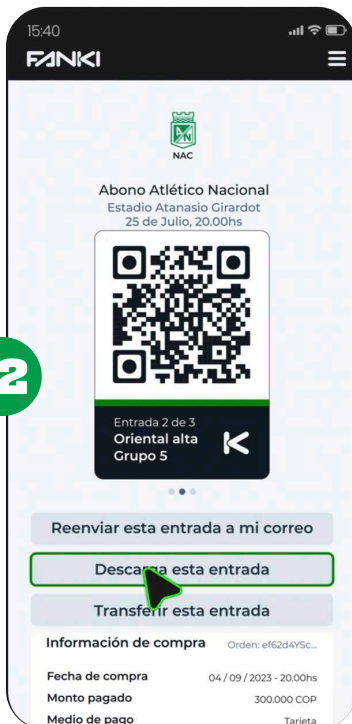 15:40
FANKI
NAC
Abono Atlético Nacional
Estadio Atanasio Girardot
25 de Julio, 20.00hs
2
Entrada 2 de 3
Oriental alta
Grupo 5
Reenviar esta entrada a mi correo
Descarga esta entrada
Transferir esta entrada
Información de compra Orden: ef62d4YSc...
Fecha de compra 04 / 09 / 2023 - 20.00hs
Monto pagado 300.000 COP
Medio de pago Tarjeta